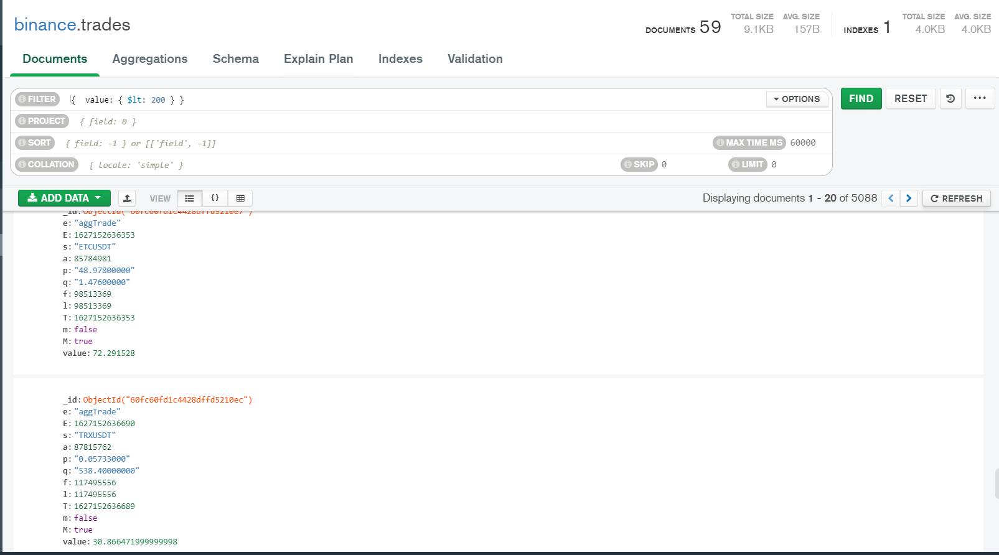 binance.trades
DOCUMENTS 59
TOTAL SIZE 9.1KB
AVG. SIZE 157B
INDEXES 1
TOTAL SIZE 4.0KB
AVG. SIZE 4.0KB
Documents Aggregations Schema Explain Plan Indexes Validation
FILTER { value: { $lt: 200 } } OPTIONS FIND RESET ...
PROJECT { field: 0 }
SORT { field: -1 } or [['field', -1]] MAX TIME MS 60000
COLLATION { locale: 'simple' } SKIP 0 LIMIT 0
ADD DATA VIEW {} Displaying documents 1 - 20 of 5088 < > REFRESH
_id: ObjectId("60fc60fd1c4428dffd5210e7")
e: "aggTrade"
E: 1627152636353
s: "ETCUSDT"
a: 85784981
p: "48.97800000"
q: "1.47600000"
f: 98513369
l: 98513369
T: 1627152636353
m: false
M: true
value: 72.291528
_id: ObjectId("60fc60fd1c4428dffd5210ec")
e: "aggTrade"
E: 1627152636690
s: "TRXUSDT"
a: 87815762
p: "0.05733000"
q: "538.40000000"
f: 117495556
l: 117495556
T: 1627152636689
m: false
M: true
value: 30.866471999999998